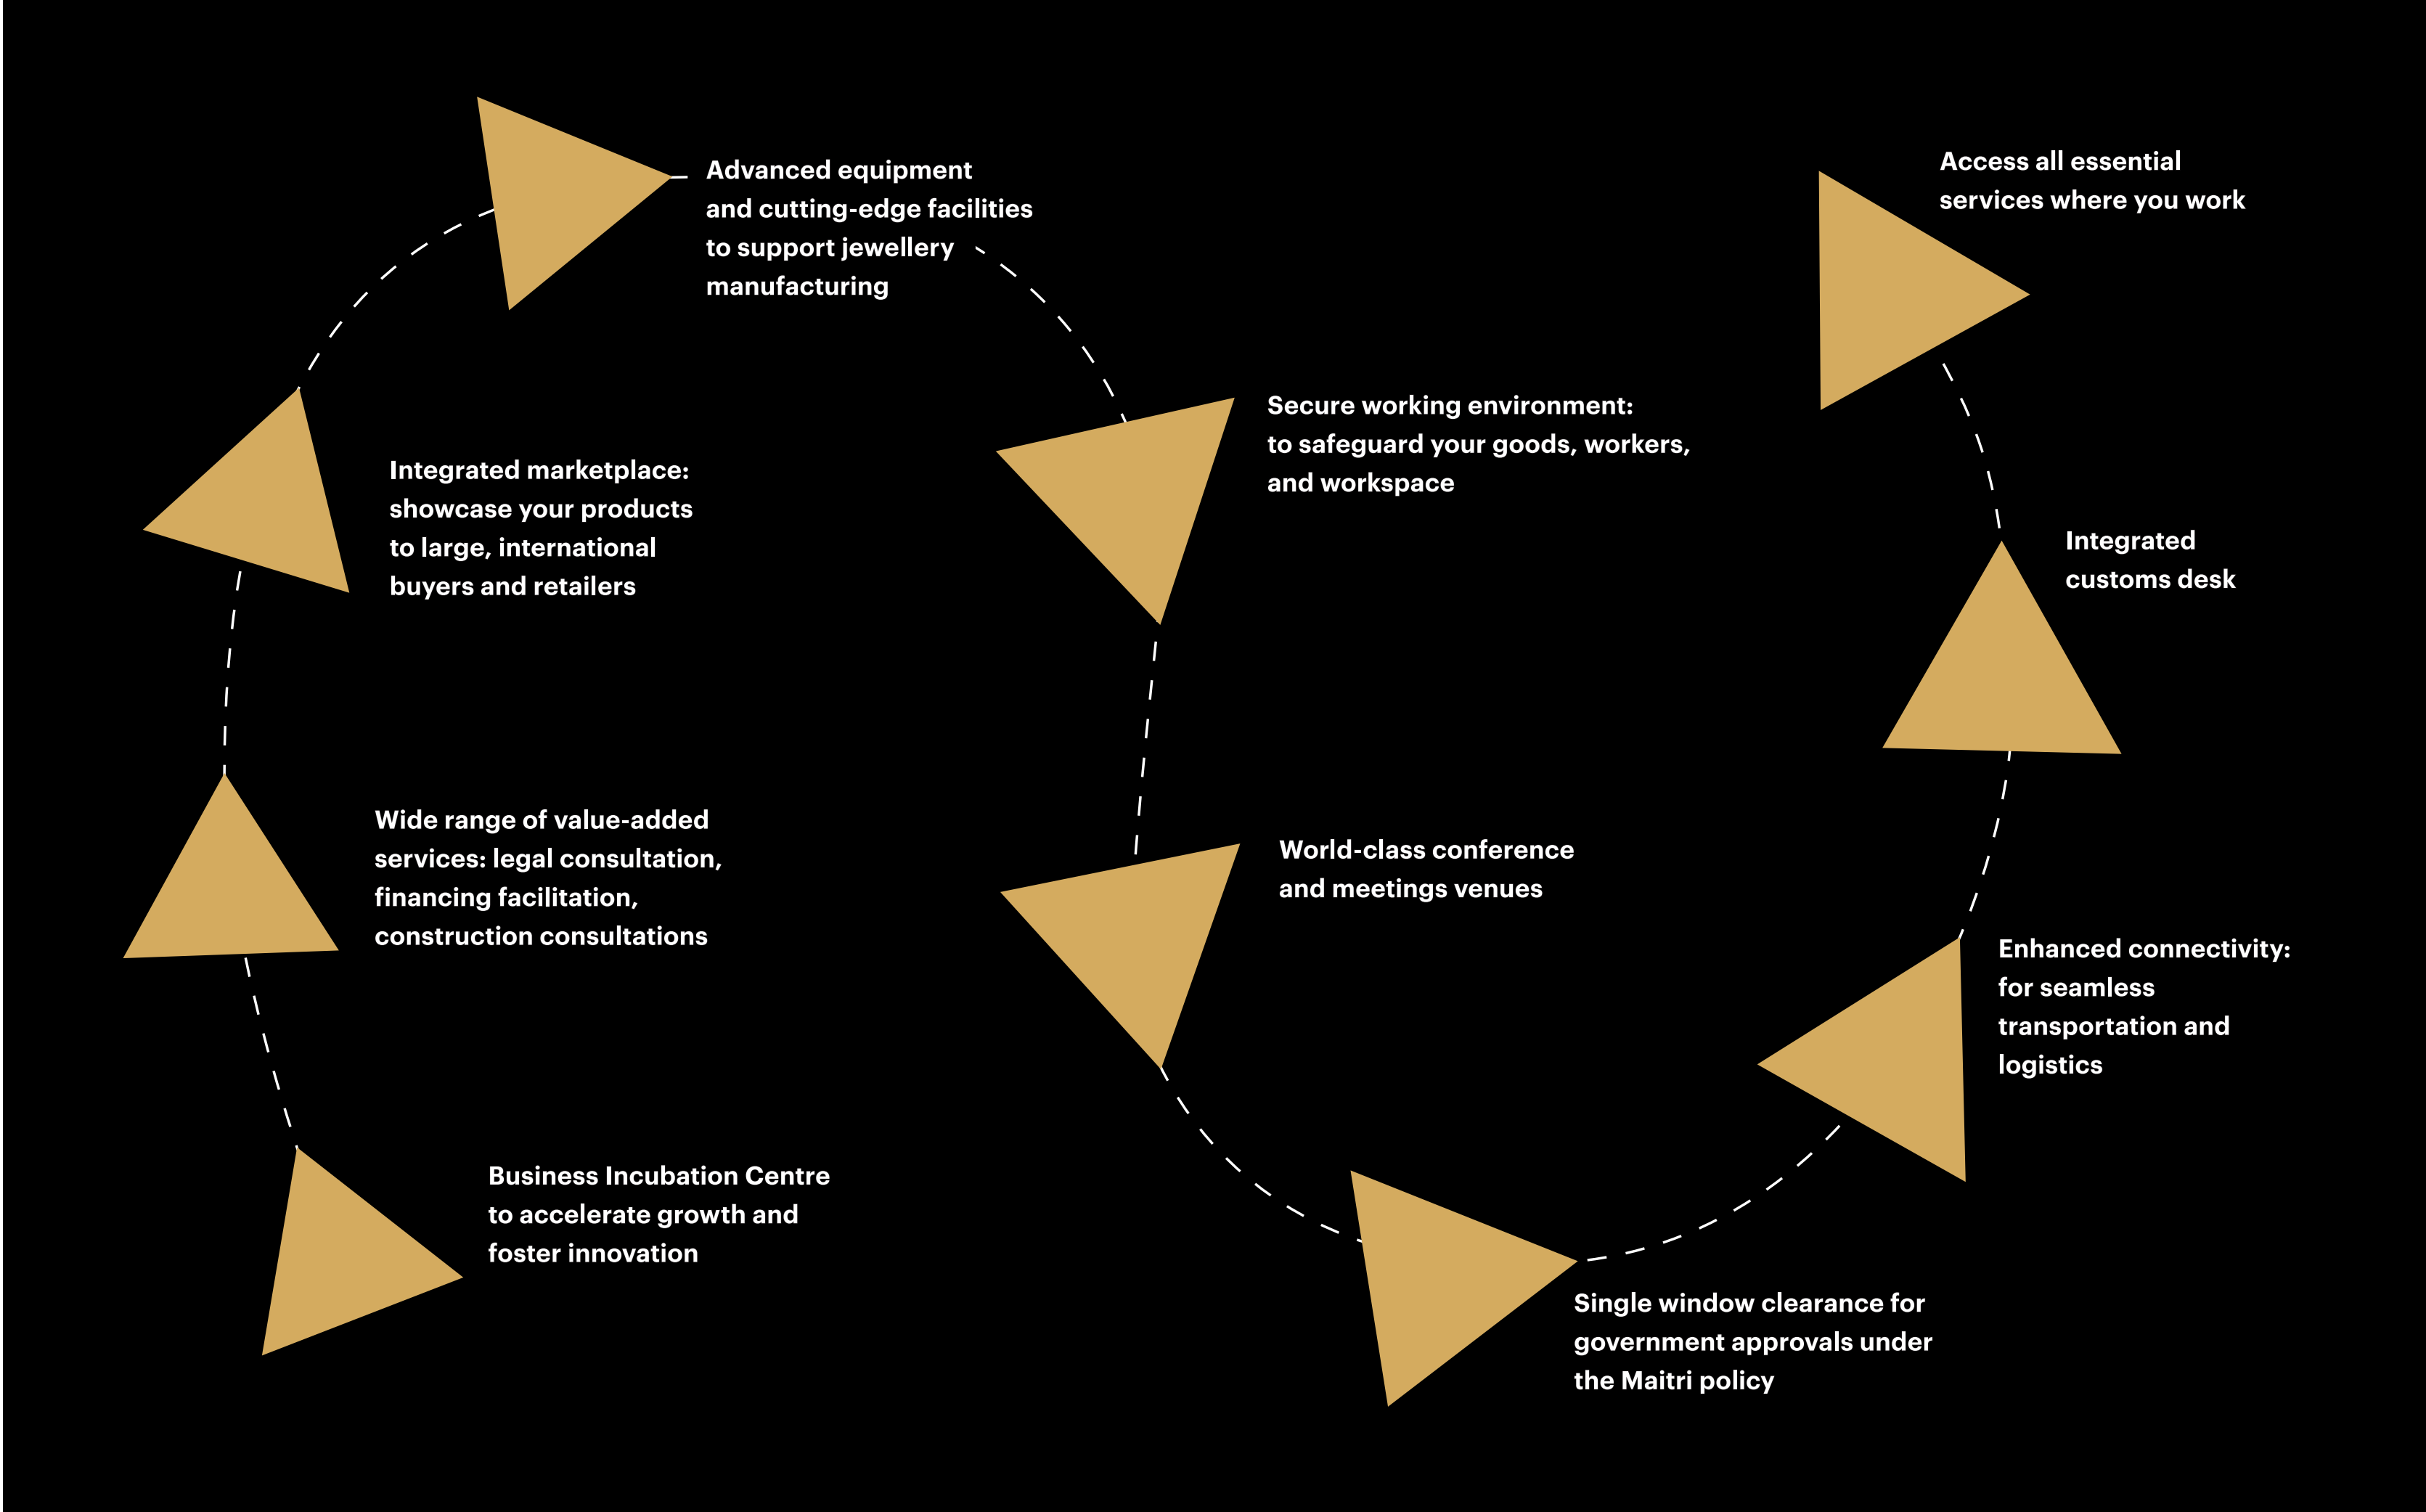 Advanced equipment
and cutting-edge facilities
to support jewellery
manufacturing
Access all essential
services where you work
Secure working environment:
to safeguard your goods, workers,
and workspace
Integrated marketplace:
showcase your products
to large, international
buyers and retailers
Integrated
customs desk
Wide range of value-added
services: legal consultation,
financing facilitation,
construction consultations
World-class conference
and meetings venues
Enhanced connectivity:
for seamless
transportation and
logistics
Business Incubation Centre
to accelerate growth and
foster innovation
Single window clearance for
government approvals under
the Maitri policy